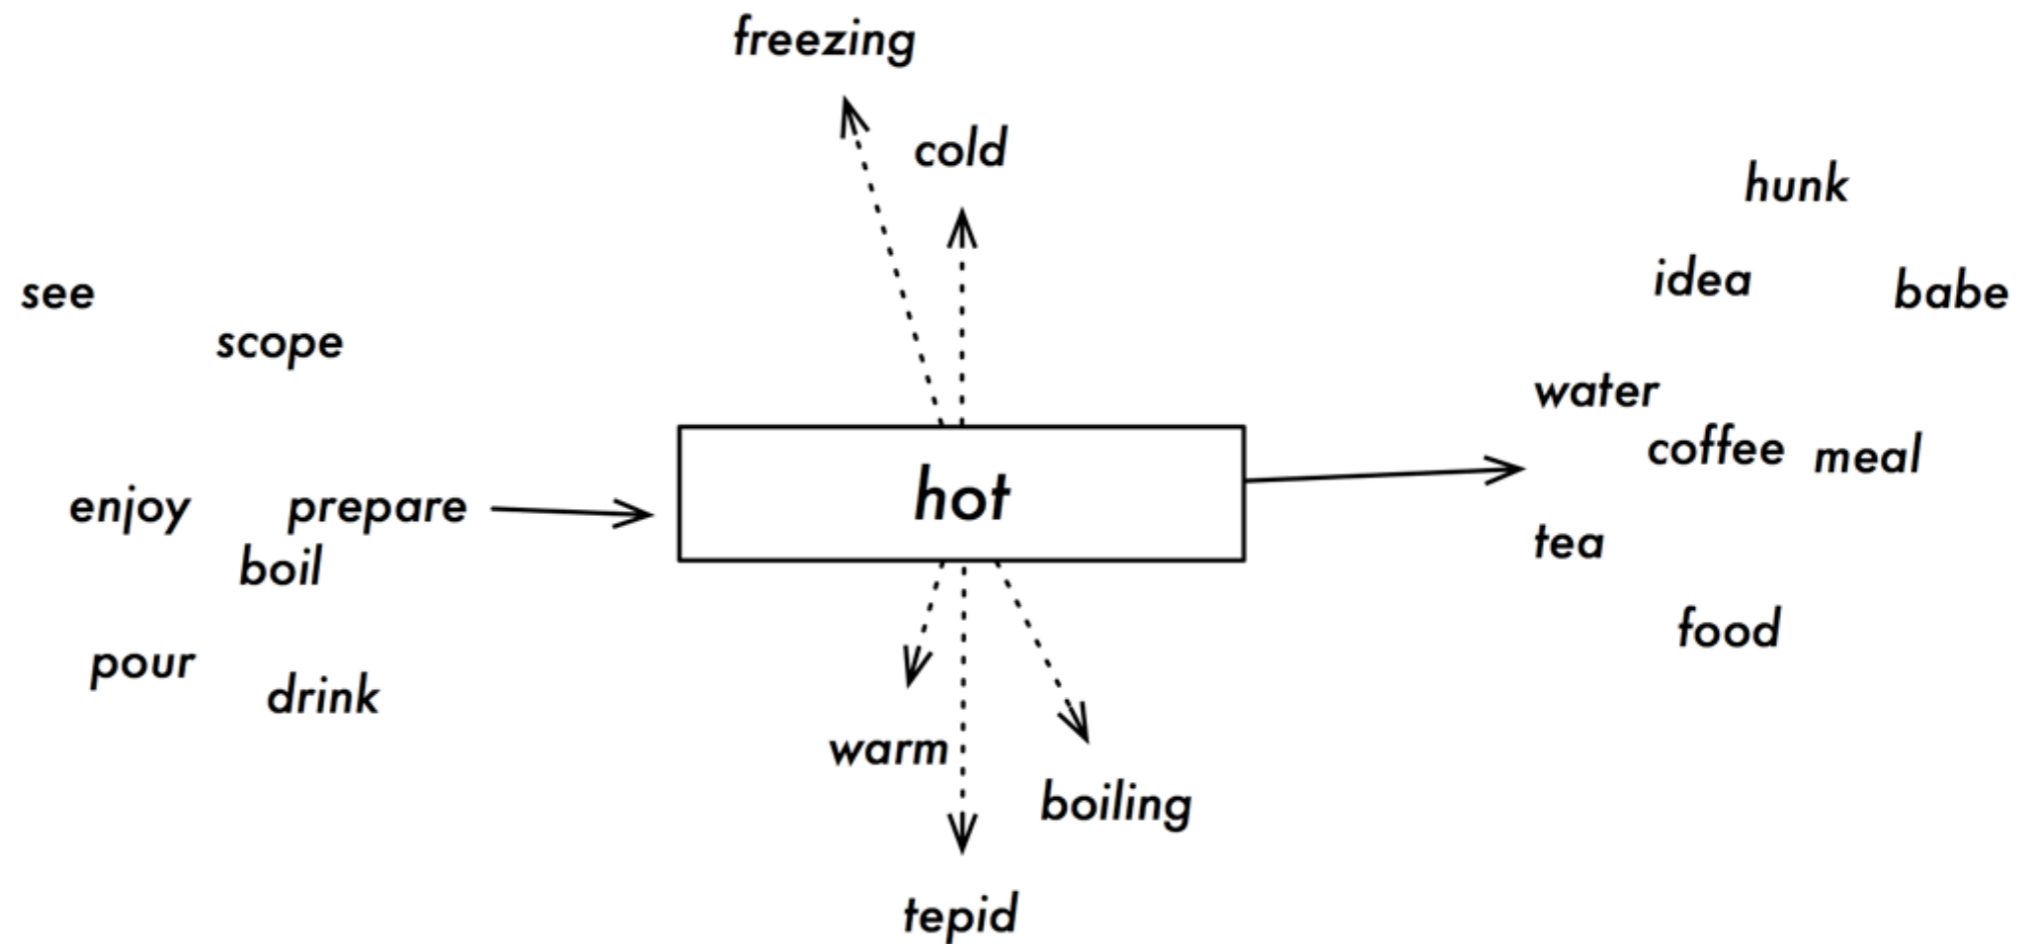 freezing
cold
hunk
idea
babe
see
scope
water
coffee meal
hot
enjoy prepare
tea
boil
food
pour
drink
warm
boiling
tepid